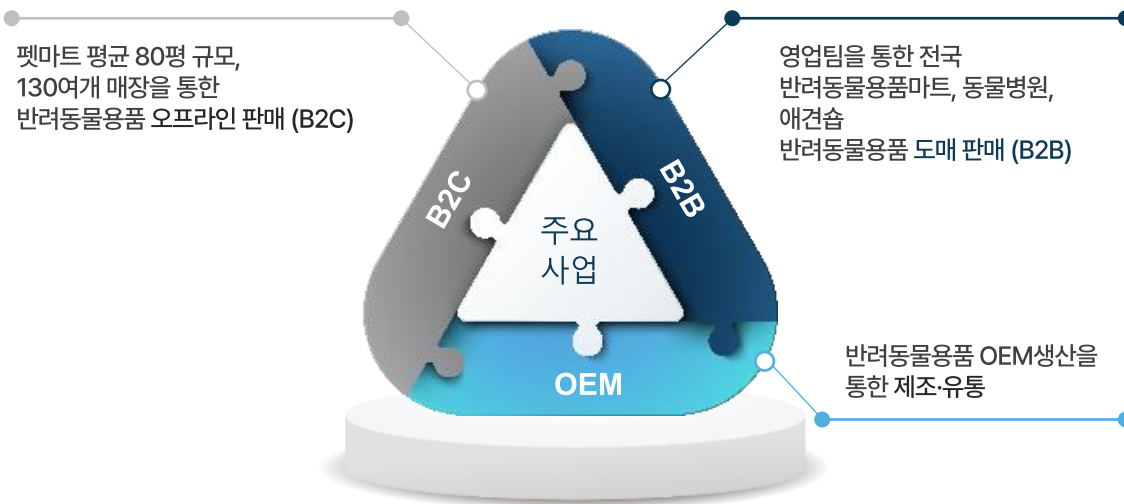 펫마트 평균 80평 규모,
130여개 매장을 통한
반려동물용품 오프라인 판매 (B2C)
영업팀을 통한 전국
반려동물용품마트, 동물병원,
애견숍
반려동물용품 도매 판매 (B2B)
B2C
B2B
주요
사업
OEM
반려동물용품 OEM생산을
통한 제조·유통